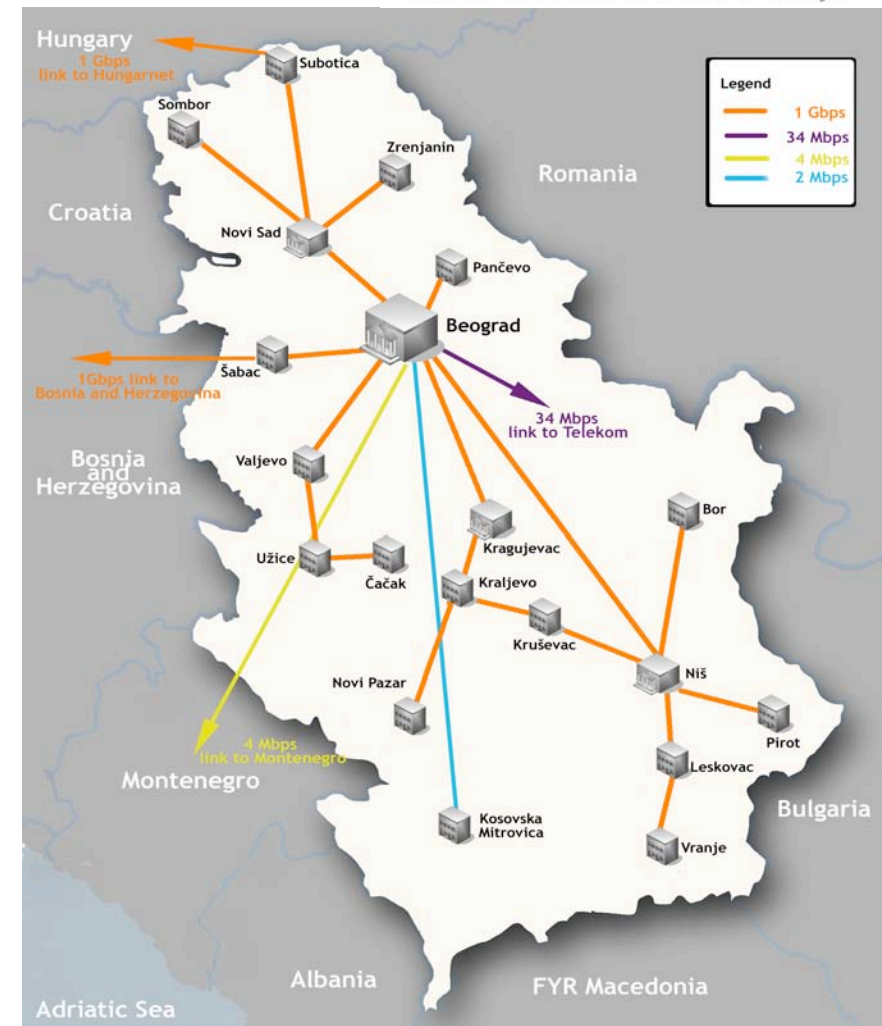 Hungary
1 Gbps
link to Hungarnet
Subotica
Legend
1 Gbps
34 Mbps
4 Mbps
2 Mbps
Sombor
Zrenjanin
Romania
Croatia
Novi Sad
Pančevo
Beograd
Šabac
1Gbps link to
Bosnia and Herzegovina
34 Mbps
link to Telekom
Bosnia
and
Herzegovina
Valjevo
Bor
Kragujevac
Užice
Čačak
Kraljevo
Kruševac
Niš
Novi Pazar
Pirot
4 Mbps
link to Montenegro
Leskovac
Montenegro
Bulgaria
Kosovska
Mitrovica
Vranje
Albania
FYR Macedonia
Adriatic Sea